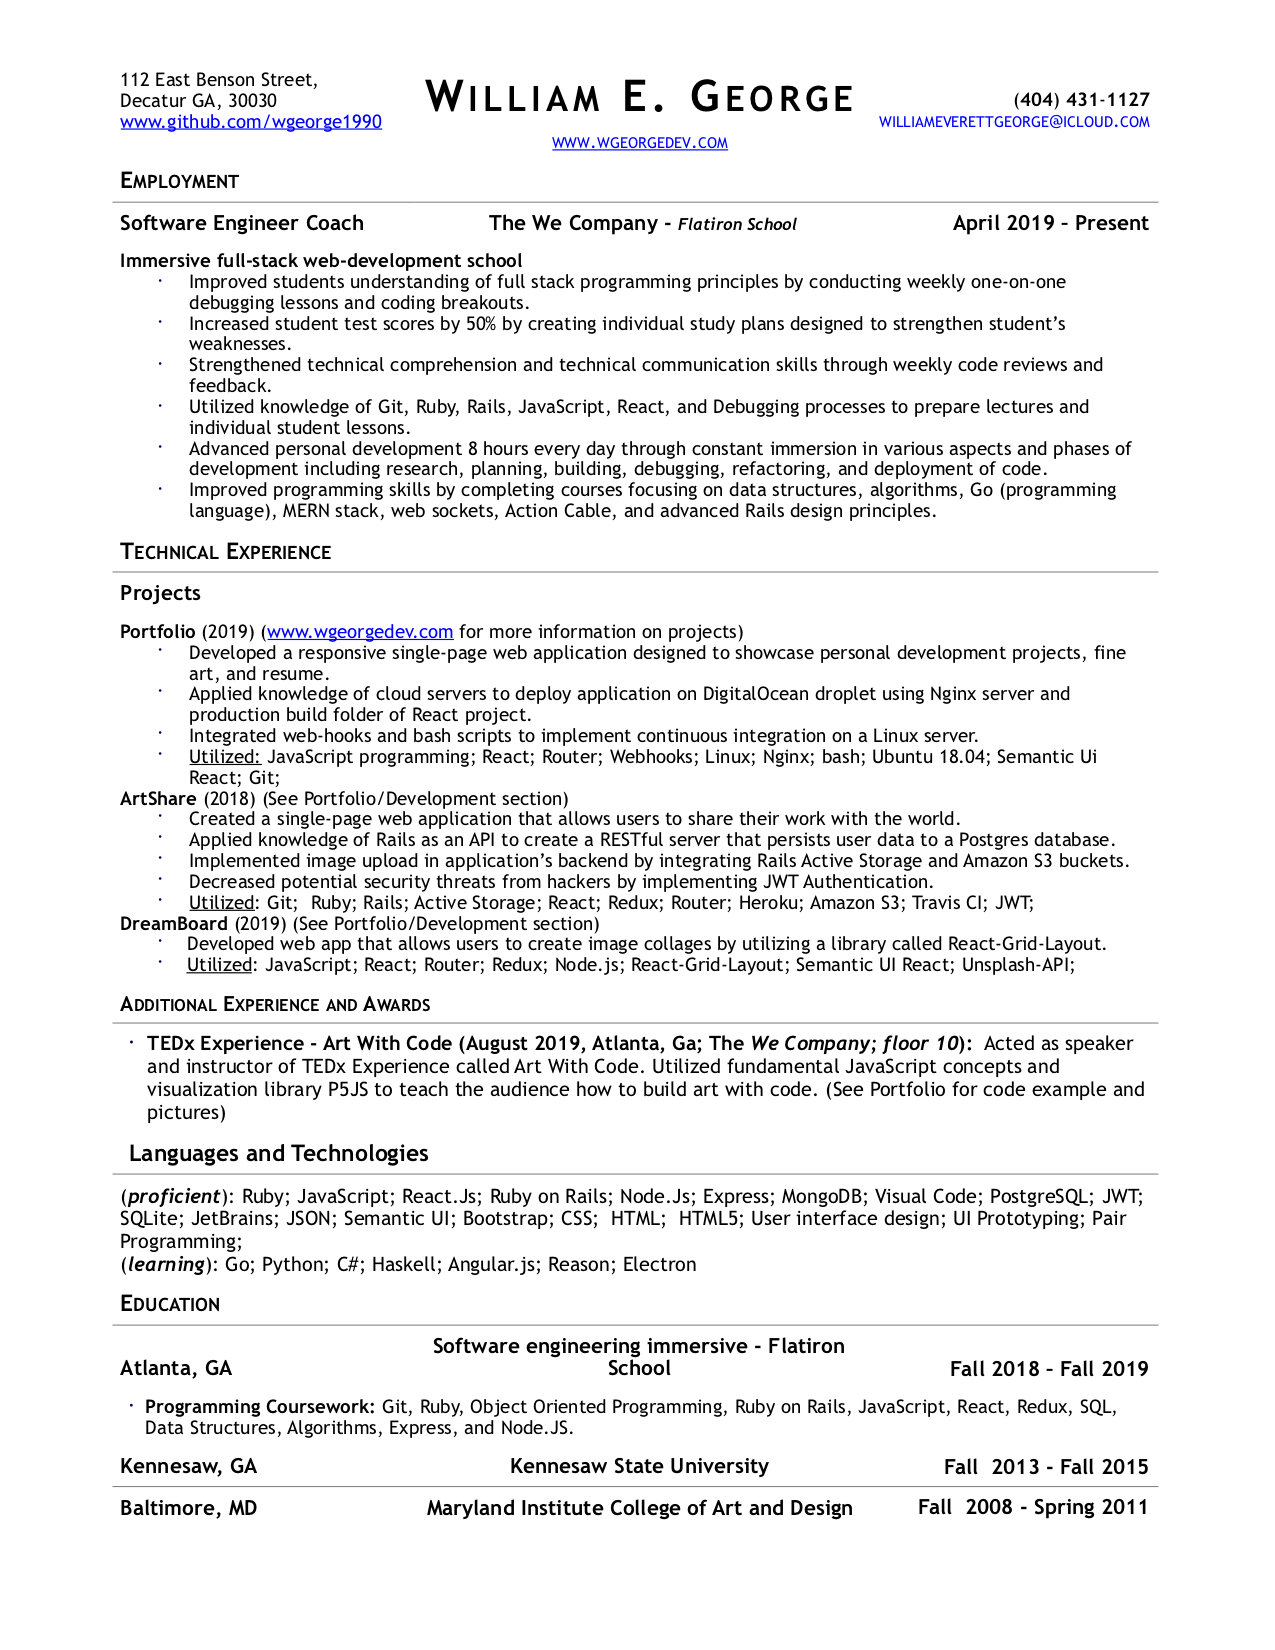 112 East Benson Street,
Decatur GA, 30030
www.github.com/wgeorge1990
WILLIAM E. GEORGE
WWW.WGEORGEDEV.COM
(404) 431-1127
WILLIAMEVERETTGEORGE@ICLOUD.COM
EMPLOYMENT
Software Engineer Coach The We Company - Flatiron School April 2019 – Present
Immersive full-stack web-development school
· Improved students understanding of full stack programming principles by conducting weekly one-on-one
debugging lessons and coding breakouts.
· Increased student test scores by 50% by creating individual study plans designed to strengthen student’s
weaknesses.
· Strengthened technical comprehension and technical communication skills through weekly code reviews and
feedback.
· Utilized knowledge of Git, Ruby, Rails, JavaScript, React, and Debugging processes to prepare lectures and
individual student lessons.
· Advanced personal development 8 hours every day through constant immersion in various aspects and phases of
development including research, planning, building, debugging, refactoring, and deployment of code.
· Improved programming skills by completing courses focusing on data structures, algorithms, Go (programming
language), MERN stack, web sockets, Action Cable, and advanced Rails design principles.
TECHNICAL EXPERIENCE
Projects
Portfolio (2019) (www.wgeorgedev.com for more information on projects)
· Developed a responsive single-page web application designed to showcase personal development projects, fine
art, and resume.
· Applied knowledge of cloud servers to deploy application on DigitalOcean droplet using Nginx server and
production build folder of React project.
· Integrated web-hooks and bash scripts to implement continuous integration on a Linux server.
· Utilized: JavaScript programming; React; Router; Webhooks; Linux; Nginx; bash; Ubuntu 18.04; Semantic Ui
React; Git;
ArtShare (2018) (See Portfolio/Development section)
· Created a single-page web application that allows users to share their work with the world.
· Applied knowledge of Rails as an API to create a RESTful server that persists user data to a Postgres database.
· Implemented image upload in application’s backend by integrating Rails Active Storage and Amazon S3 buckets.
· Decreased potential security threats from hackers by implementing JWT Authentication.
· Utilized: Git; Ruby; Rails; Active Storage; React; Redux; Router; Heroku; Amazon S3; Travis CI; JWT;
DreamBoard (2019) (See Portfolio/Development section)
· Developed web app that allows users to create image collages by utilizing a library called React-Grid-Layout.
· Utilized: JavaScript; React; Router; Redux; Node.js; React-Grid-Layout; Semantic UI React; Unsplash-API;
ADDITIONAL EXPERIENCE AND AWARDS
· TEDx Experience - Art With Code (August 2019, Atlanta, Ga; The We Company; floor 10): Acted as speaker
and instructor of TEDx Experience called Art With Code. Utilized fundamental JavaScript concepts and
visualization library P5JS to teach the audience how to build art with code. (See Portfolio for code example and
pictures)
Languages and Technologies
(proficient): Ruby; JavaScript; React.Js; Ruby on Rails; Node.Js; Express; MongoDB; Visual Code; PostgreSQL; JWT;
SQLite; JetBrains; JSON; Semantic UI; Bootstrap; CSS; HTML; HTML5; User interface design; UI Prototyping; Pair
Programming;
(learning): Go; Python; C#; Haskell; Angular.js; Reason; Electron
EDUCATION
Software engineering immersive - Flatiron
Atlanta, GA School Fall 2018 – Fall 2019
· Programming Coursework: Git, Ruby, Object Oriented Programming, Ruby on Rails, JavaScript, React, Redux, SQL,
Data Structures, Algorithms, Express, and Node.JS.
Kennesaw, GA Kennesaw State University Fall 2013 - Fall 2015
Baltimore, MD Maryland Institute College of Art and Design Fall 2008 - Spring 2011